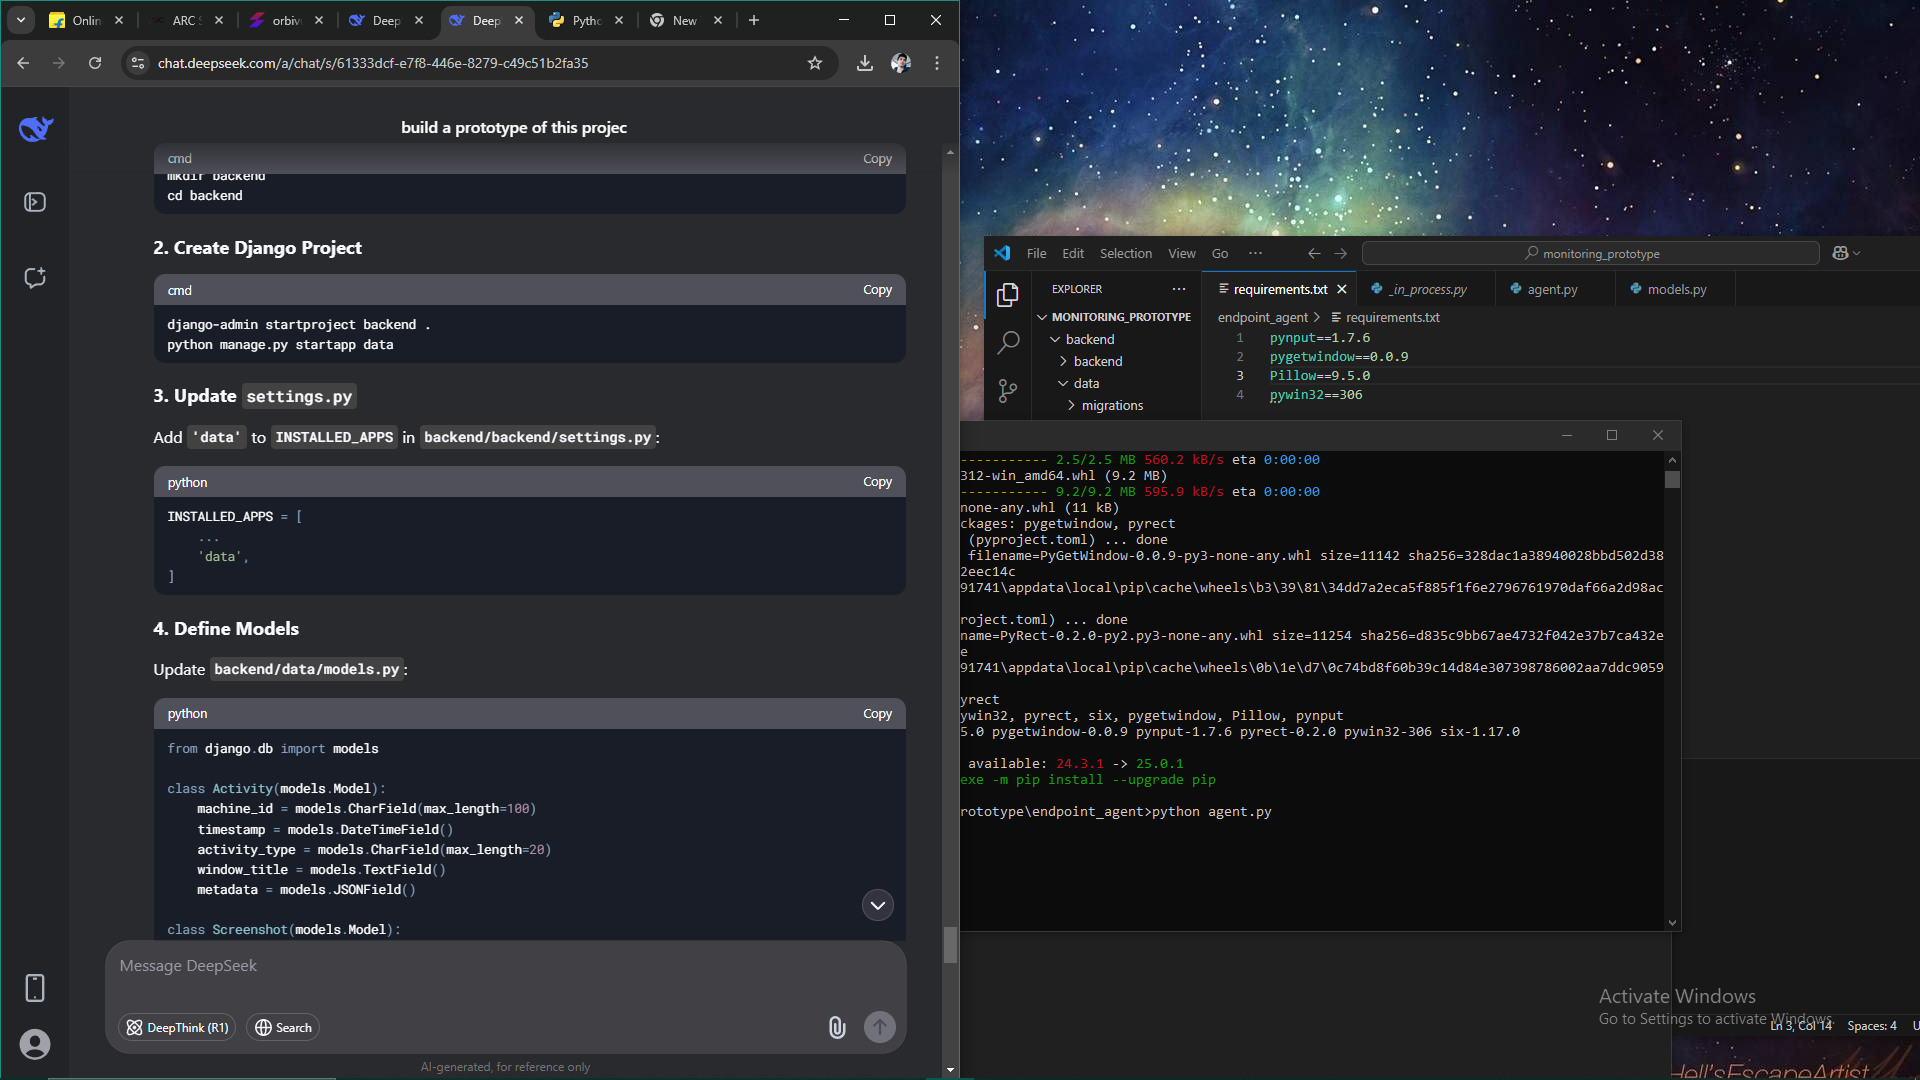 Onlin
ARC S
orbiv
Deep
Deep
Pytho
New
chat.deepseek.com/a/chat/s/61333dcf-e7f8-446e-8279-c49c51b2fa35
build a prototype of this projec
cmd
Copy
mkdir backend
cd backend
2. Create Django Project
cmd
Copy
django-admin startproject backend .
python manage.py startapp data
3. Update settings.py
Add 'data' to INSTALLED_APPS in backend/backend/settings.py:
python
Copy
INSTALLED_APPS = [
...
'data',
]
4. Define Models
Update backend/data/models.py:
python
Copy
from django.db import models
class Activity(models.Model):
machine_id = models.CharField(max_length=100)
timestamp = models.DateTimeField()
activity_type = models.CharField(max_length=20)
window_title = models.TextField()
metadata = models.JSONField()
class Screenshot(models.Model):
Message DeepSeek
DeepThink (R1)
Search
AI-generated, for reference only
File Edit Selection View Go ...
monitoring_prototype
EXPLORER ...
requirements.txt
_in_process.py
agent.py
models.py
MONITORING_PROTOTYPE
backend
backend
data
migrations
endpoint_agent > requirements.txt
1 pynput==1.7.6
2 pygetwindow==0.0.9
3 Pillow==9.5.0
4 pywin32==306
----------- 2.5/2.5 MB 560.2 kB/s eta 0:00:00
312-win_amd64.whl (9.2 MB)
----------- 9.2/9.2 MB 595.9 kB/s eta 0:00:00
none-any.whl (11 kB)
ckages: pygetwindow, pyrect
(pyproject.toml) ... done
filename=PyGetWindow-0.0.9-py3-none-any.whl size=11142 sha256=328dac1a38940028bbd502d38
2eec14c
91741\appdata\local\pip\cache\wheels\b3\39\81\34dd7a2eca5f885f1f6e2796761970daf66a2d98ac
roject.toml) ... done
name=PyRect-0.2.0-py2.py3-none-any.whl size=11254 sha256=d835c9bb67ae4732f042e37b7ca432e
e
91741\appdata\local\pip\cache\wheels\0b\1e\d7\0c74bd8f60b39c14d84e307398786002aa7ddc9059
yrect
ywin32, pyrect, six, pygetwindow, Pillow, pynput
5.0 pygetwindow-0.0.9 pynput-1.7.6 pyrect-0.2.0 pywin32-306 six-1.17.0
available: 24.3.1 -> 25.0.1
exe -m pip install --upgrade pip
rototype\endpoint_agent>python agent.py
Activate Windows
Go to Settings to activate Windows.
Ln 3, Col 14
Spaces: 4
U
Hell'sEscapeArtist